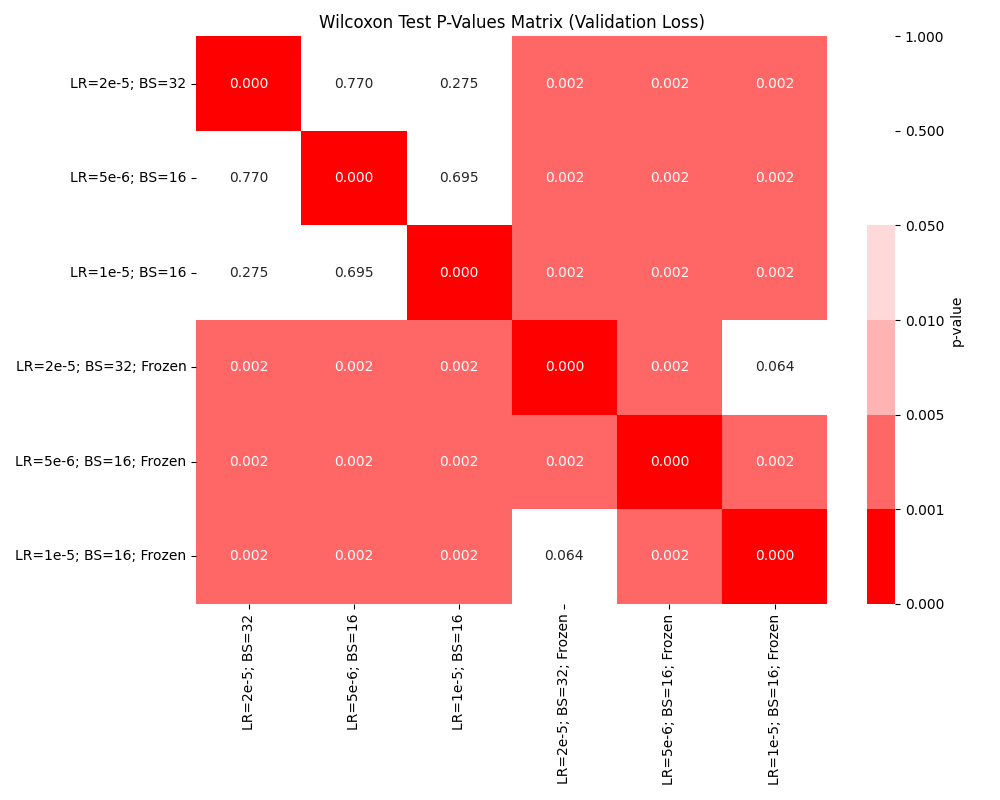 Wilcoxon Test P-Values Matrix (Validation Loss)
LR=2e-5; BS=32 0.000 0.770 0.275 0.002 0.002 0.002
LR=5e-6; BS=16 0.770 0.000 0.695 0.002 0.002 0.002
LR=1e-5; BS=16 0.275 0.695 0.000 0.002 0.002 0.002
LR=2e-5; BS=32; Frozen 0.002 0.002 0.002 0.000 0.002 0.064
LR=5e-6; BS=16; Frozen 0.002 0.002 0.002 0.002 0.000 0.002
LR=1e-5; BS=16; Frozen 0.002 0.002 0.002 0.064 0.002 0.000
LR=2e-5; BS=32
LR=5e-6; BS=16
LR=1e-5; BS=16
LR=2e-5; BS=32; Frozen
LR=5e-6; BS=16; Frozen
LR=1e-5; BS=16; Frozen
1.000
0.500
0.050
0.010
0.005
0.001
0.000
p-value